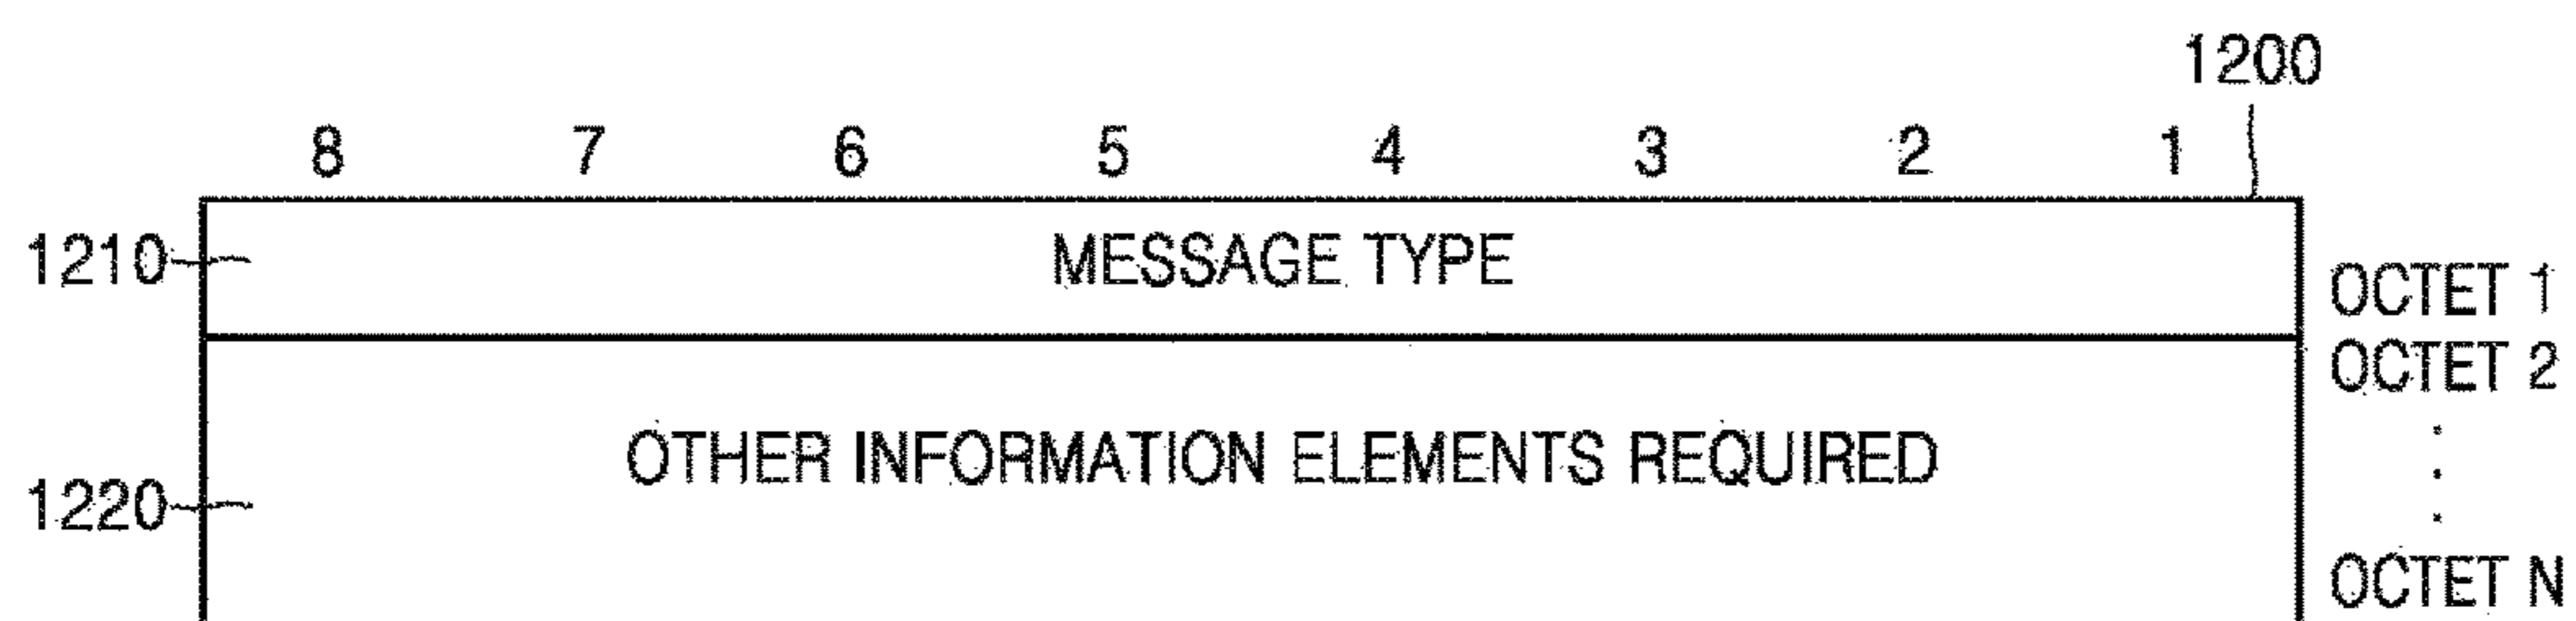 1200
8 7 6 5 4 3 2 1
1210 MESSAGE TYPE OCTET 1
OCTET 2
OTHER INFORMATION ELEMENTS REQUIRED
1220
OCTET N